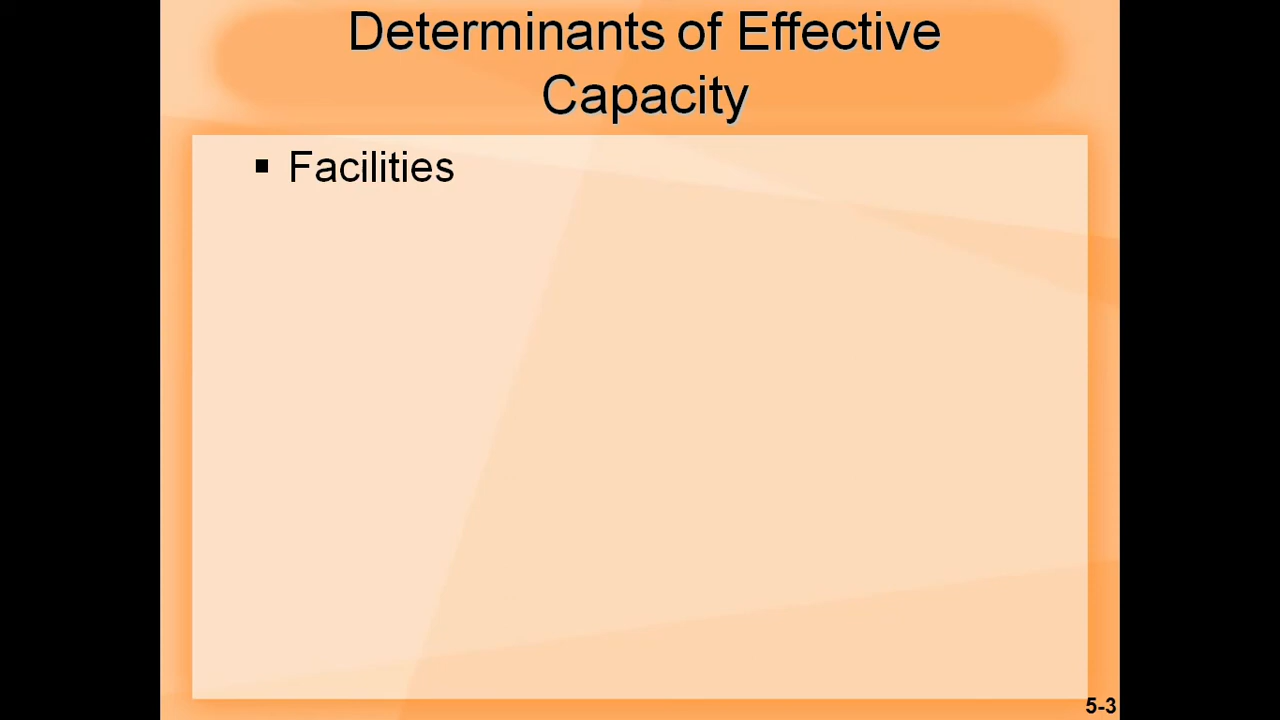 Determinants of Effective
Capacity
▪ Facilities
5-3